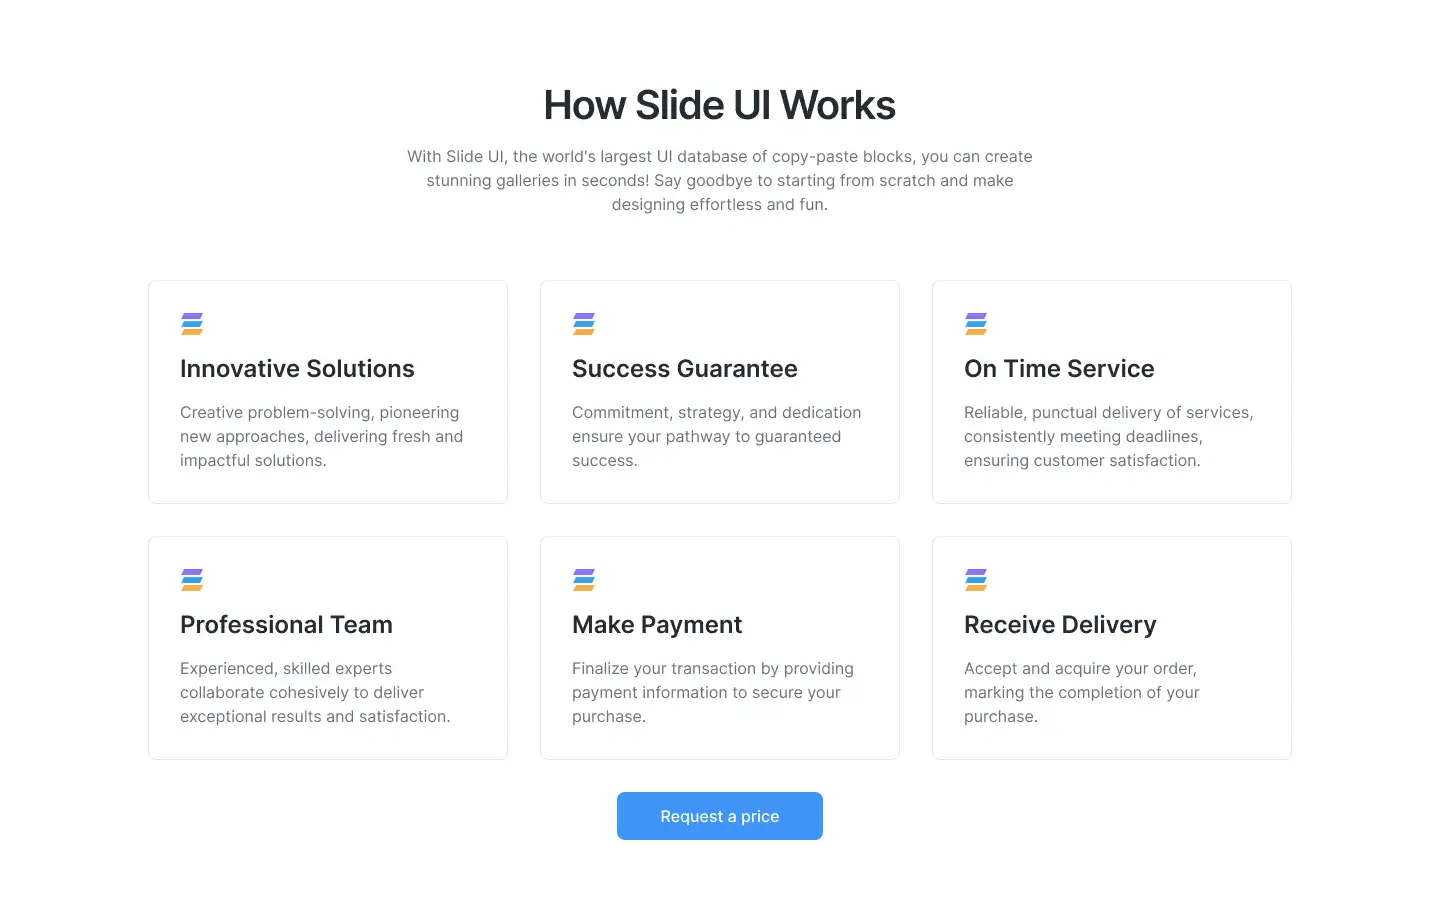 How Slide UI Works
With Slide UI, the world's largest UI database of copy-paste blocks, you can create
stunning galleries in seconds! Say goodbye to starting from scratch and make
designing effortless and fun.
Innovative Solutions
Creative problem-solving, pioneering
new approaches, delivering fresh and
impactful solutions.
Success Guarantee
Commitment, strategy, and dedication
ensure your pathway to guaranteed
success.
On Time Service
Reliable, punctual delivery of services,
consistently meeting deadlines,
ensuring customer satisfaction.
Professional Team
Experienced, skilled experts
collaborate cohesively to deliver
exceptional results and satisfaction.
Make Payment
Finalize your transaction by providing
payment information to secure your
purchase.
Receive Delivery
Accept and acquire your order,
marking the completion of your
purchase.
Request a price